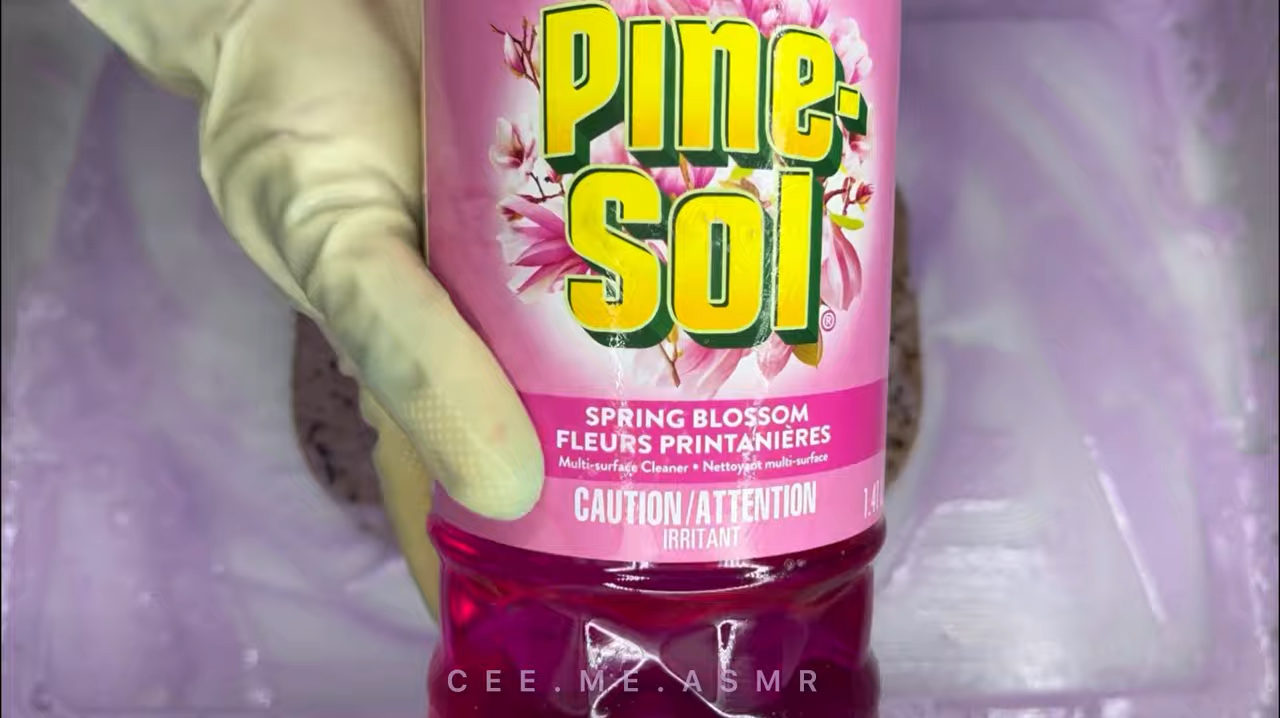 Pine-
Sol®
SPRING BLOSSOM
FLEURS PRINTANIÈRES
Multi-surface Cleaner • Nettoyant multi-surface
CAUTION/ATTENTION
IRRITANT
CEE.ME.ASMR